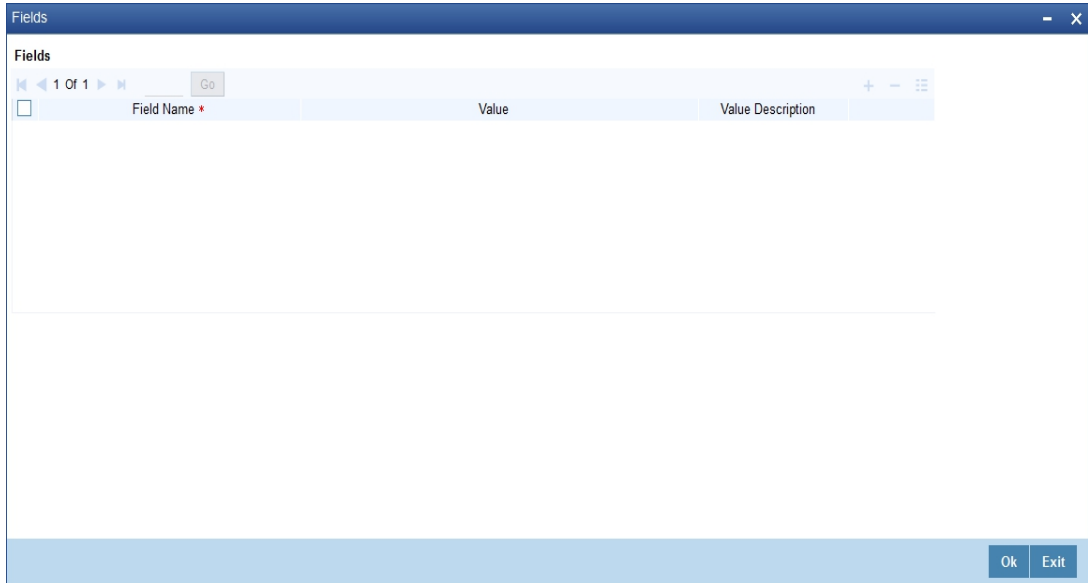 Fields
Fields
1 Of 1 Go
Field Name * Value Value Description
Ok Exit